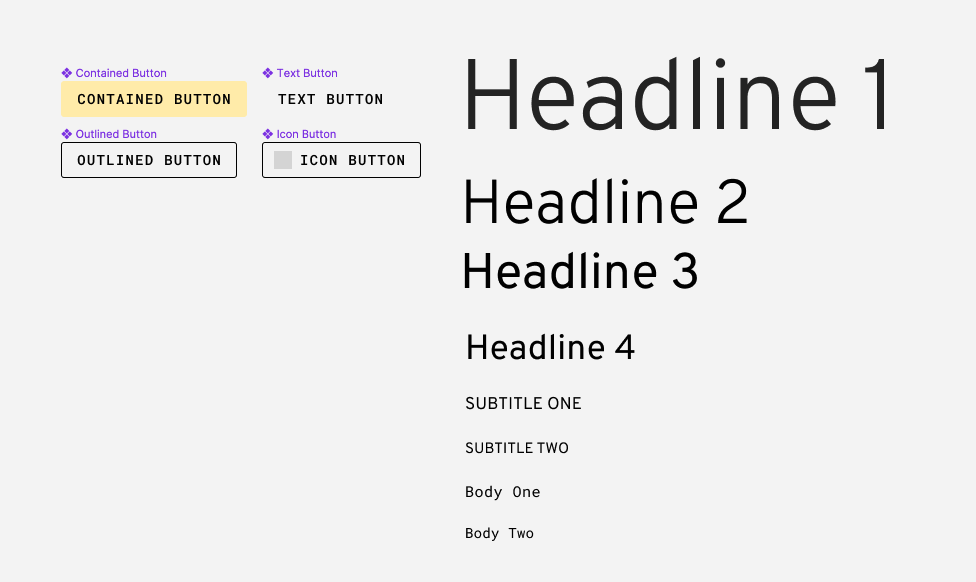 Contained Button
CONTAINED BUTTON
Text Button
TEXT BUTTON
Outlined Button
OUTLINED BUTTON
Icon Button
ICON BUTTON
Headline 1
Headline 2
Headline 3
Headline 4
SUBTITLE ONE
SUBTITLE TWO
Body One
Body Two